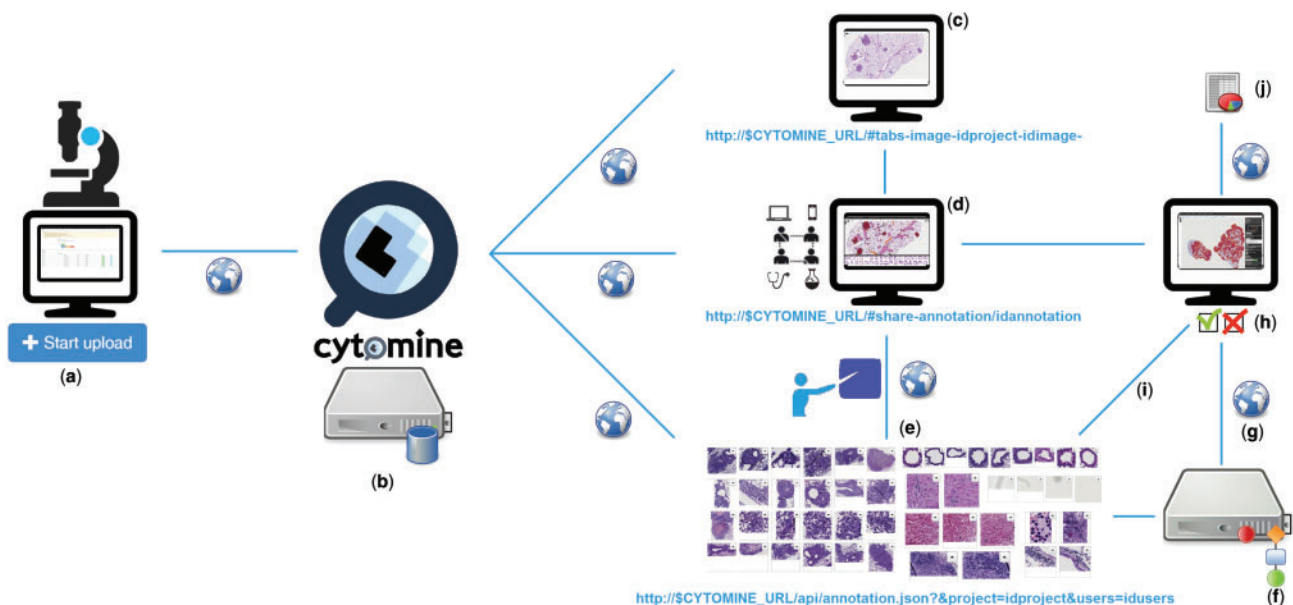 (c)
(j)
http://$CYTOMINE_URL/#tabs-image-idproject-idimage-
(d)
+ Start upload
(a)
cytomine
(b)
http://$CYTOMINE_URL/#share-annotation/idannotation
(h)
(i)
(e)
(g)
(f)
http://$CYTOMINE_URL/api/annotation.json?&project=idproject&users=idusers